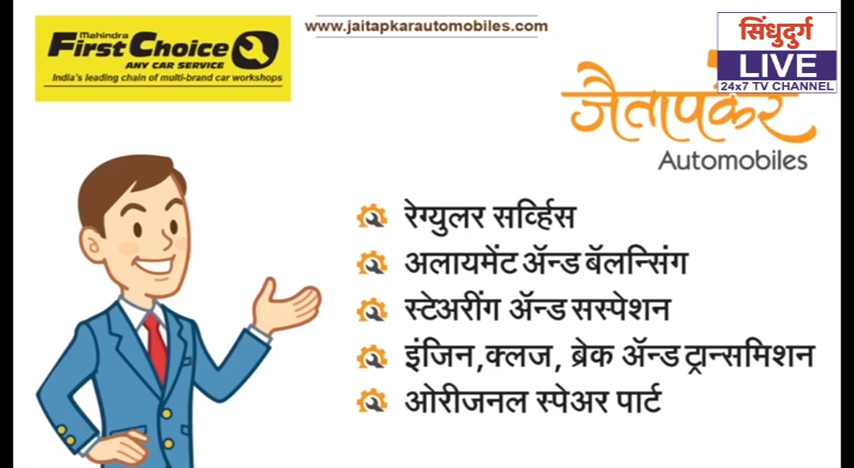 Mahindra
First Choice
ANY CAR SERVICE
India's leading chain of multi-brand car workshops
www.jaitapkarautomobiles.com
सिंधुदुर्ग
LIVE
24x7 TV CHANNEL
जैतापकर
Automobiles
रेग्युलर सर्व्हिस
अलायमेंट ॲन्ड बॅलन्सिंग
स्टेअरींग ॲन्ड सस्पेशन
इंजिन,क्लज, ब्रेक ॲन्ड ट्रान्समिशन
ओरीजनल स्पेअर पार्ट